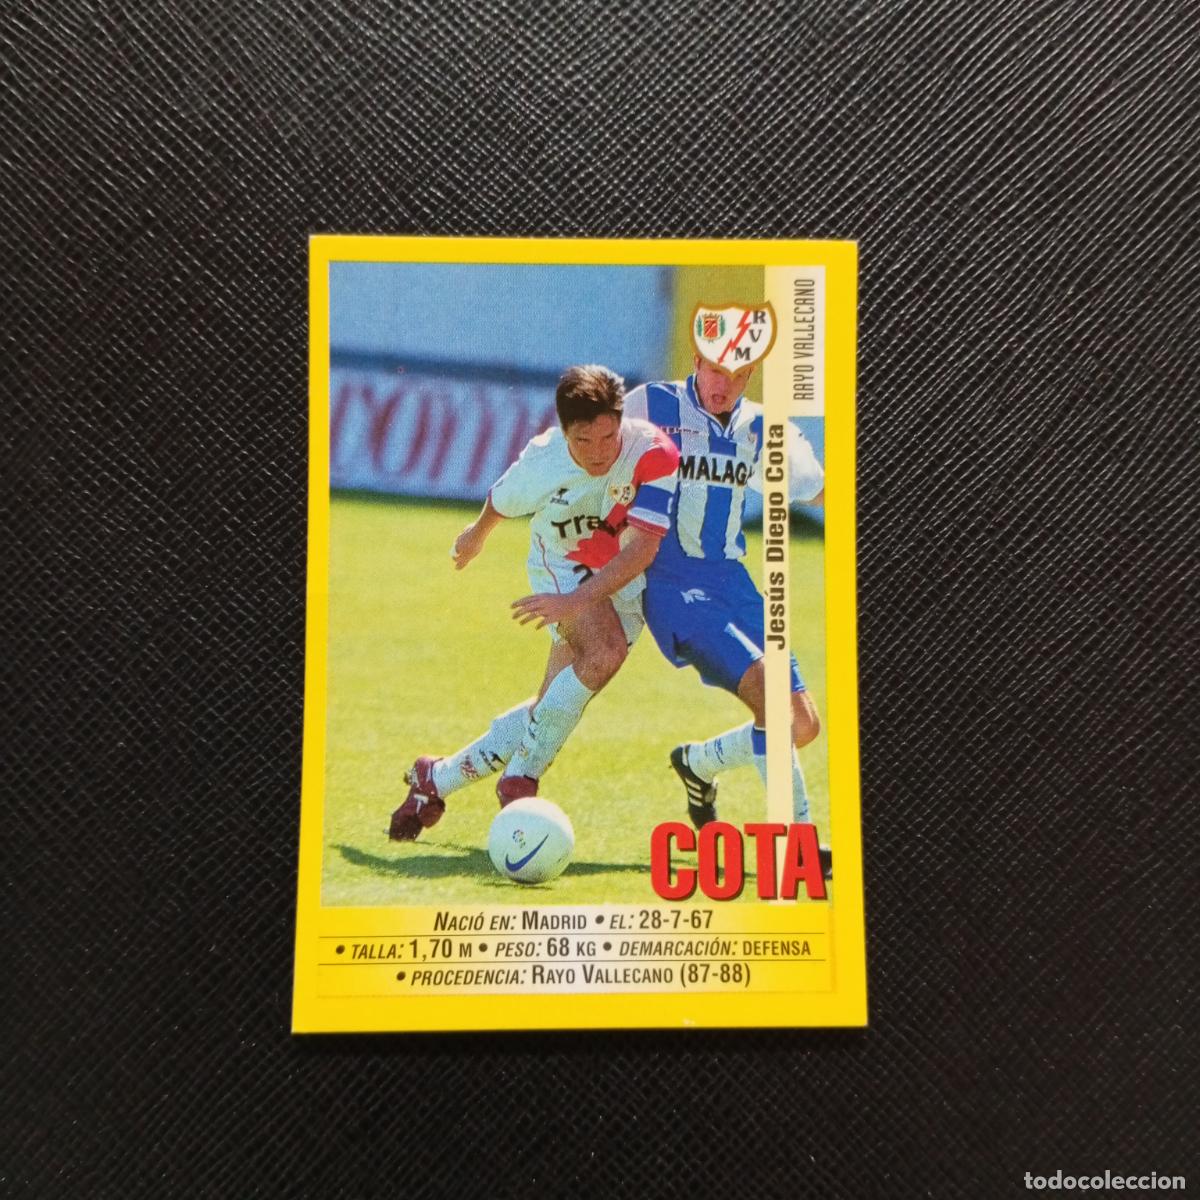 RAYO VALLECANO
R
V
M
Jesús Diego Cota
MALAG
COTA
NACIÓ EN: MADRID • EL: 28-7-67
• TALLA: 1,70 M • PESO: 68 KG • DEMARCACIÓN: DEFENSA
• PROCEDENCIA: RAYO VALLECANO (87-88)
todocoleccion